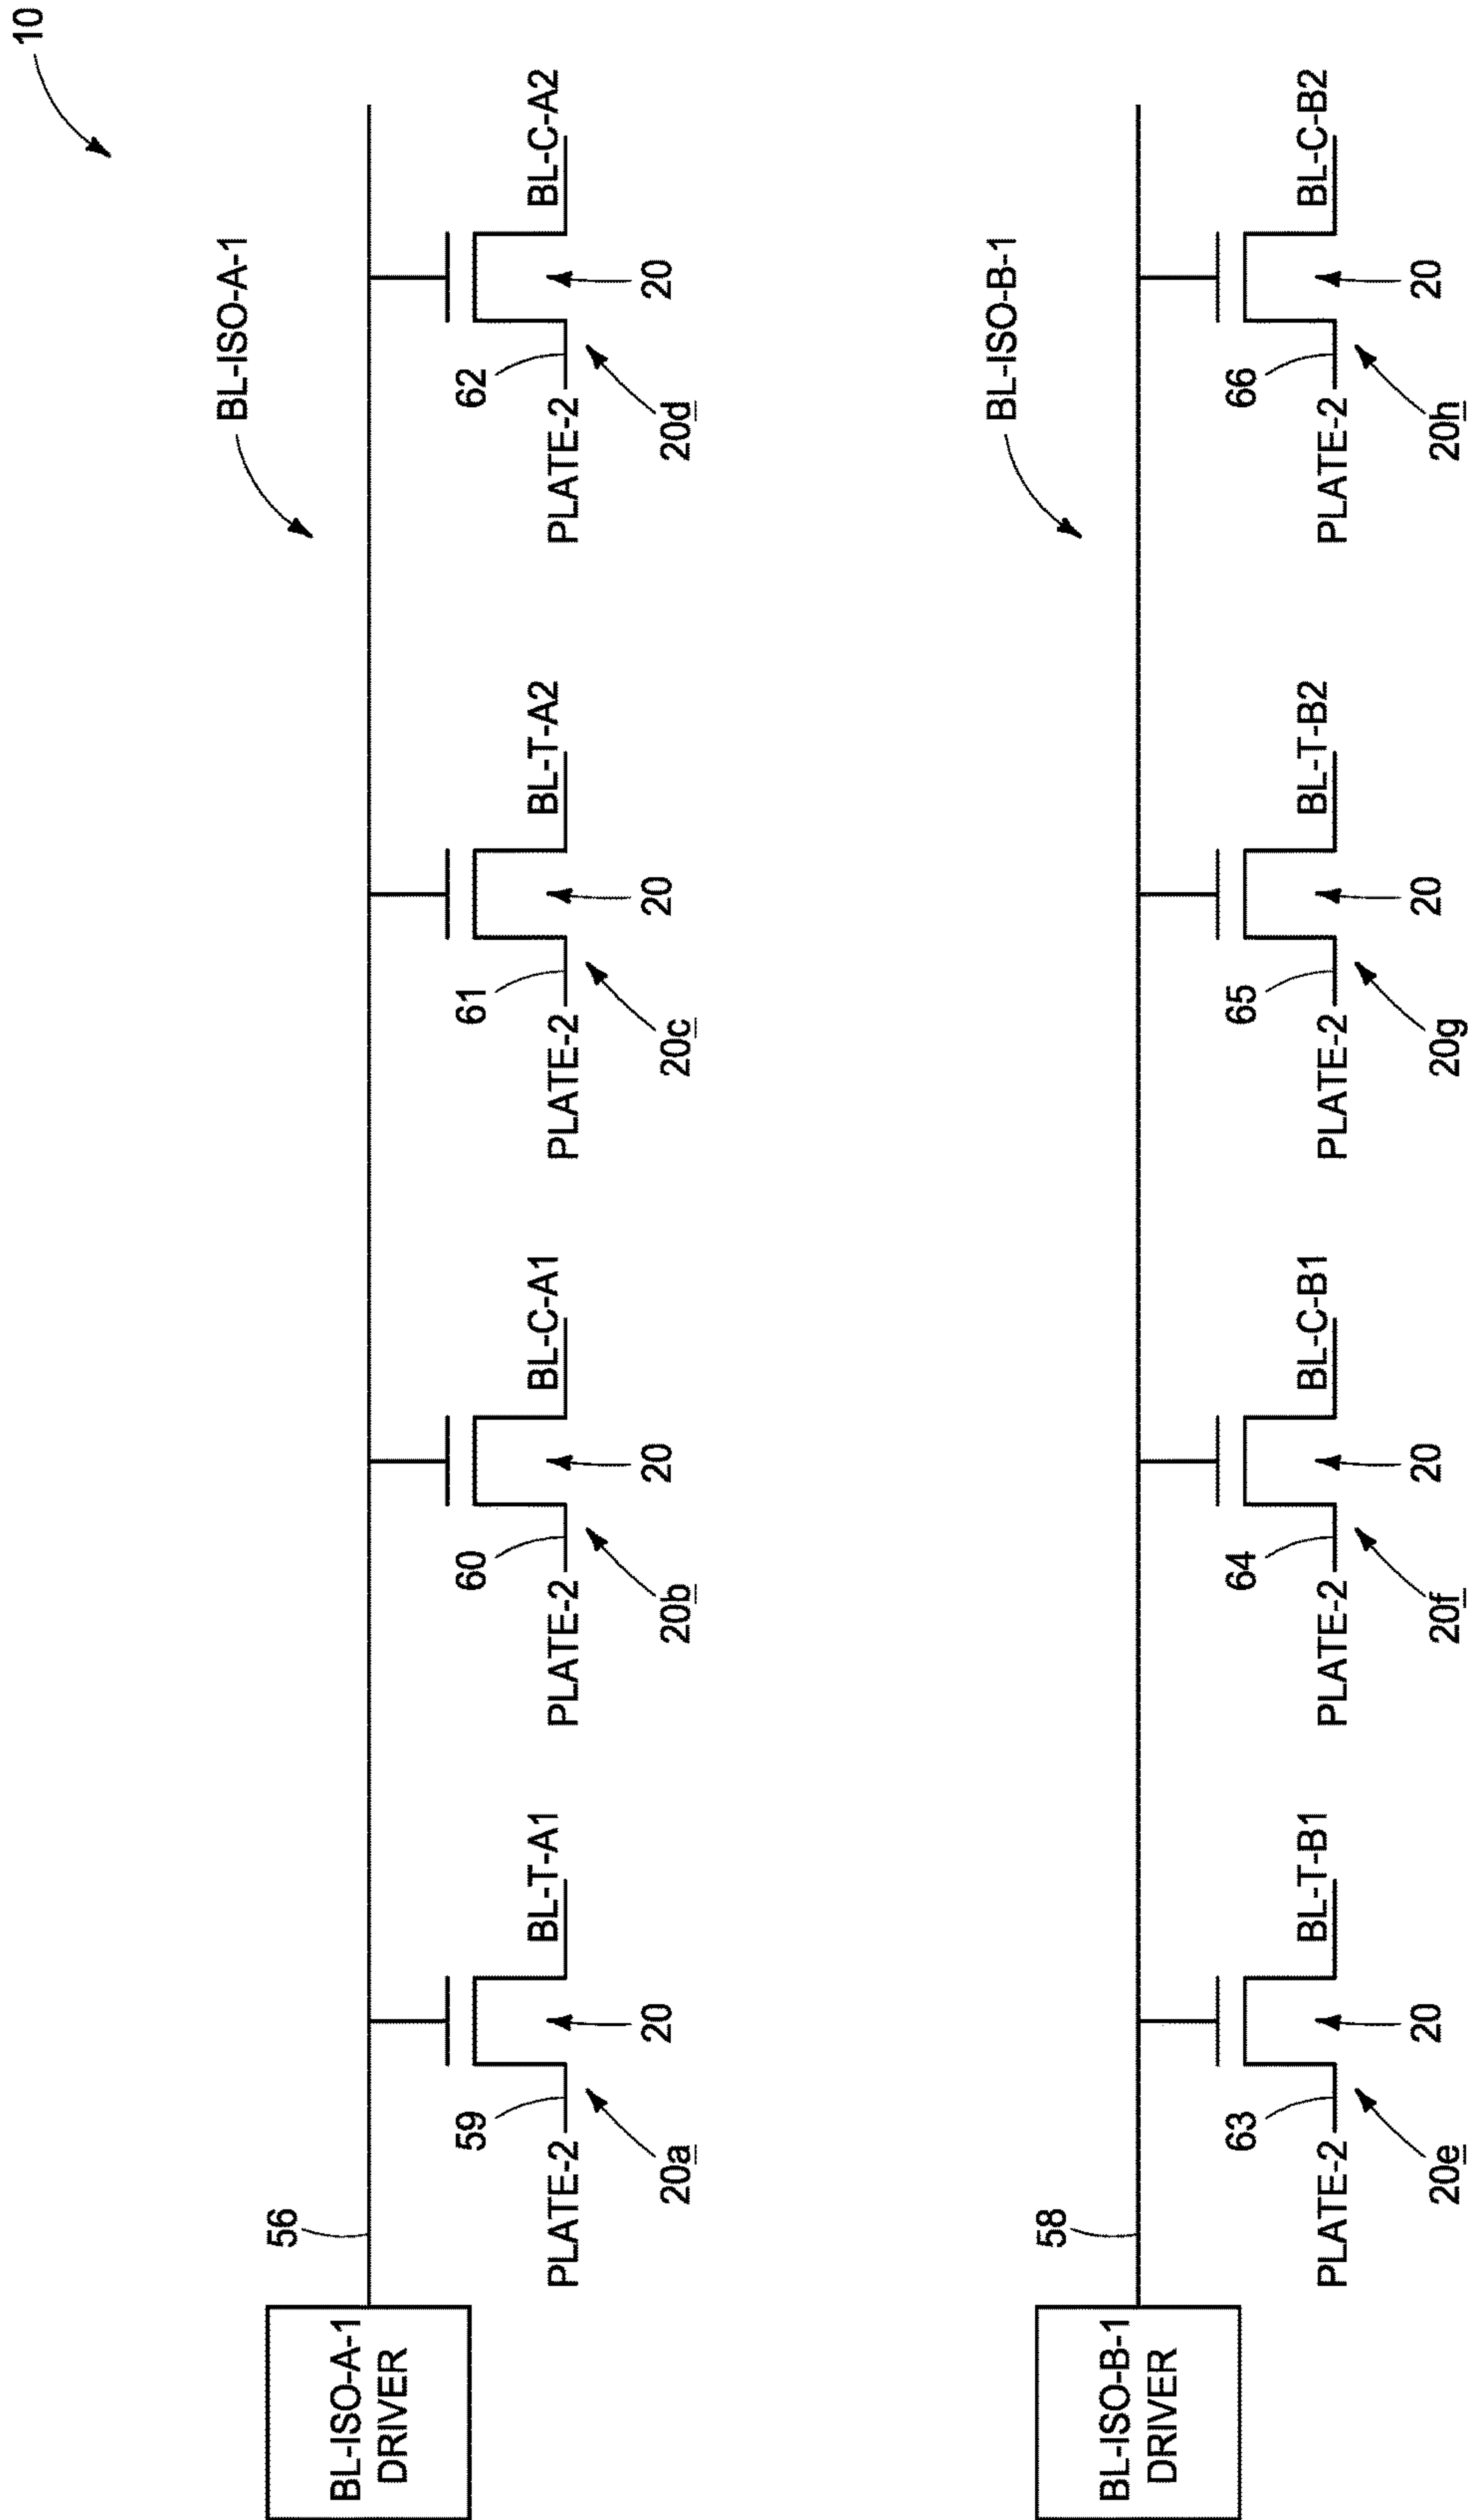 10
BL-ISO-A-1
BL-ISO-A-1
DRIVER
56
59
60
61
62
PLATE-2
BL-T-A1
PLATE-2
BL-C-A1
PLATE-2
BL-T-A2
PLATE-2
BL-C-A2
20a
20
20b
20
20c
20
20d
20
BL-ISO-B-1
BL-ISO-B-1
DRIVER
58
63
64
65
66
PLATE-2
BL-T-B1
PLATE-2
BL-C-B1
PLATE-2
BL-T-B2
PLATE-2
BL-C-B2
20e
20
20f
20
20g
20
20h
20